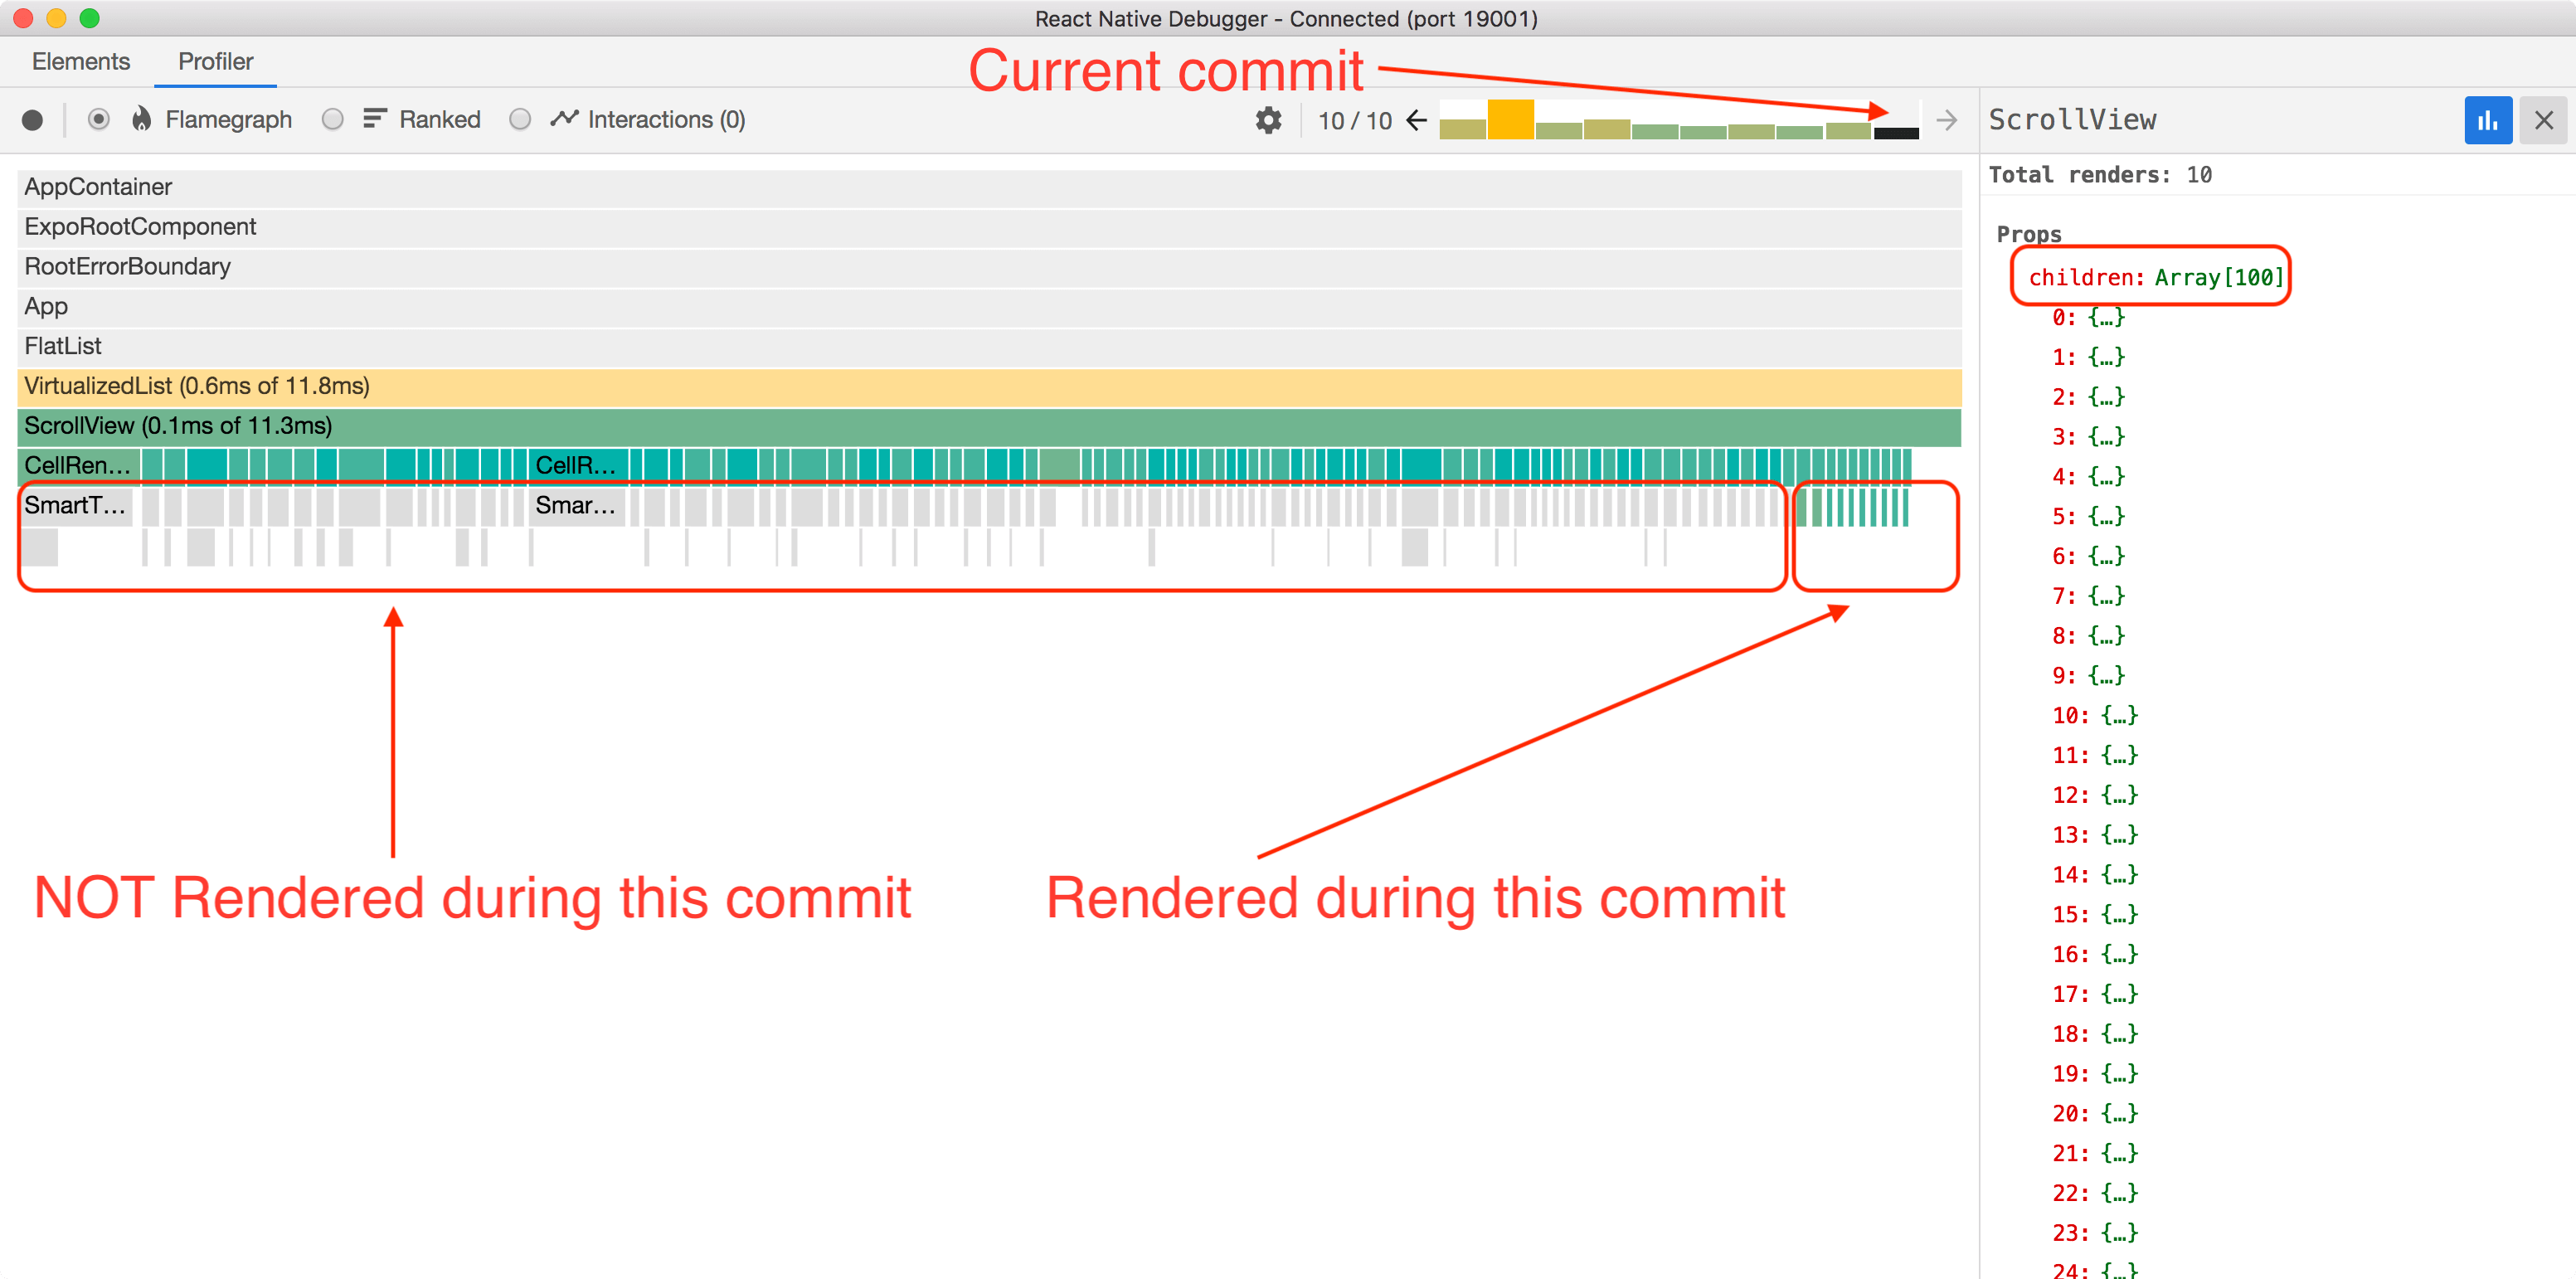 React Native Debugger - Connected (port 19001)
Elements
Profiler
Current commit
Flamegraph
Ranked
Interactions (0)
10 / 10
ScrollView
AppContainer
ExpoRootComponent
RootErrorBoundary
App
FlatList
VirtualizedList (0.6ms of 11.8ms)
ScrollView (0.1ms of 11.3ms)
CellRen...
CellR...
SmartT...
Smar...
NOT Rendered during this commit
Rendered during this commit
Total renders: 10
Props
children: Array[100]
0: {…}
1: {…}
2: {…}
3: {…}
4: {…}
5: {…}
6: {…}
7: {…}
8: {…}
9: {…}
10: {…}
11: {…}
12: {…}
13: {…}
14: {…}
15: {…}
16: {…}
17: {…}
18: {…}
19: {…}
20: {…}
21: {…}
22: {…}
23: {…}
24: {…}